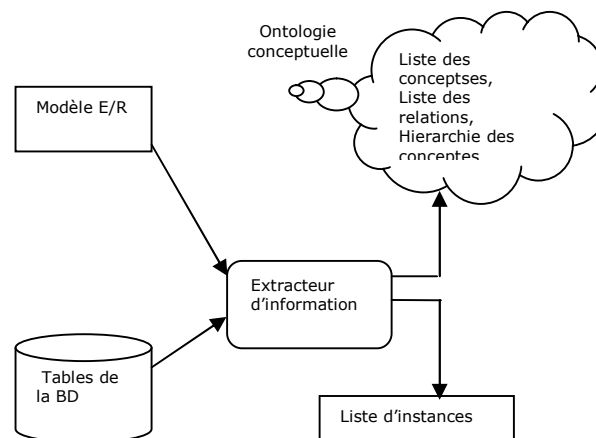 Ontologie
conceptuelle
Liste des
conceptses,
Liste des
relations,
Hierarchie des
conceptes
Modèle E/R
Extracteur
d'information
Tables de
la BD
Liste d'instances